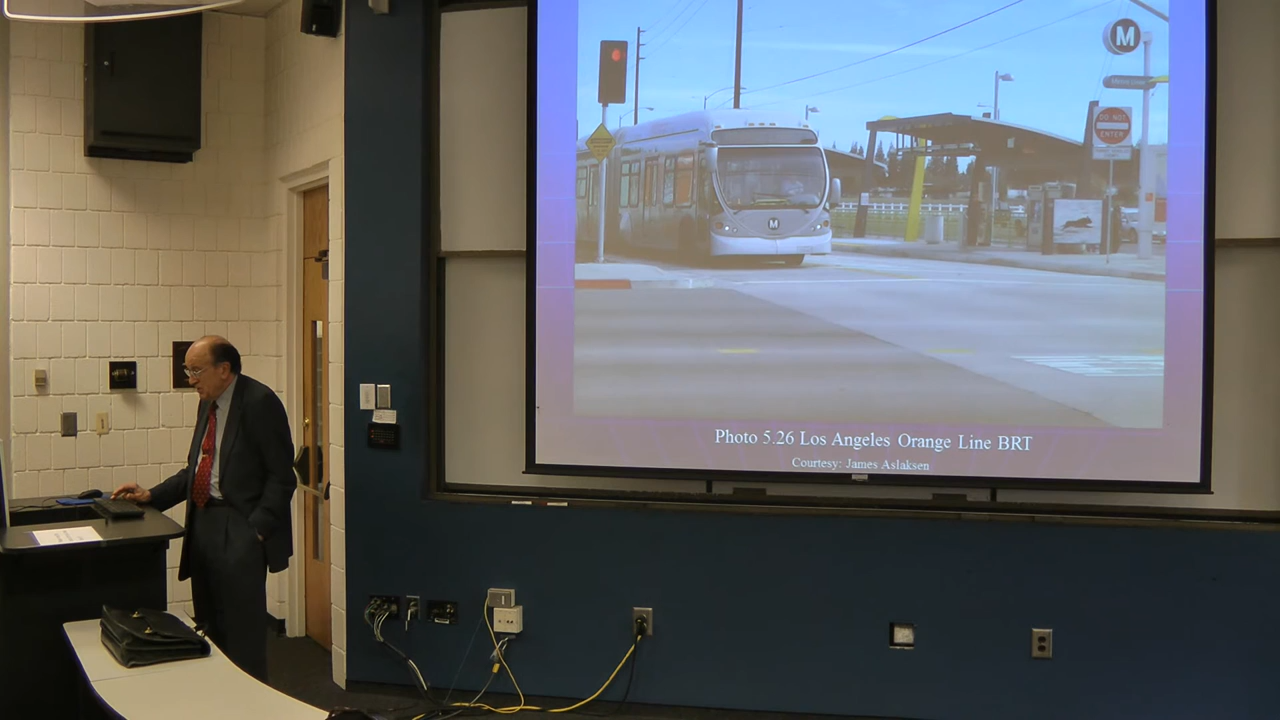 M
DO NOT
ENTER
M
Photo 5.26 Los Angeles Orange Line BRT
Courtesy: James Aslaksen